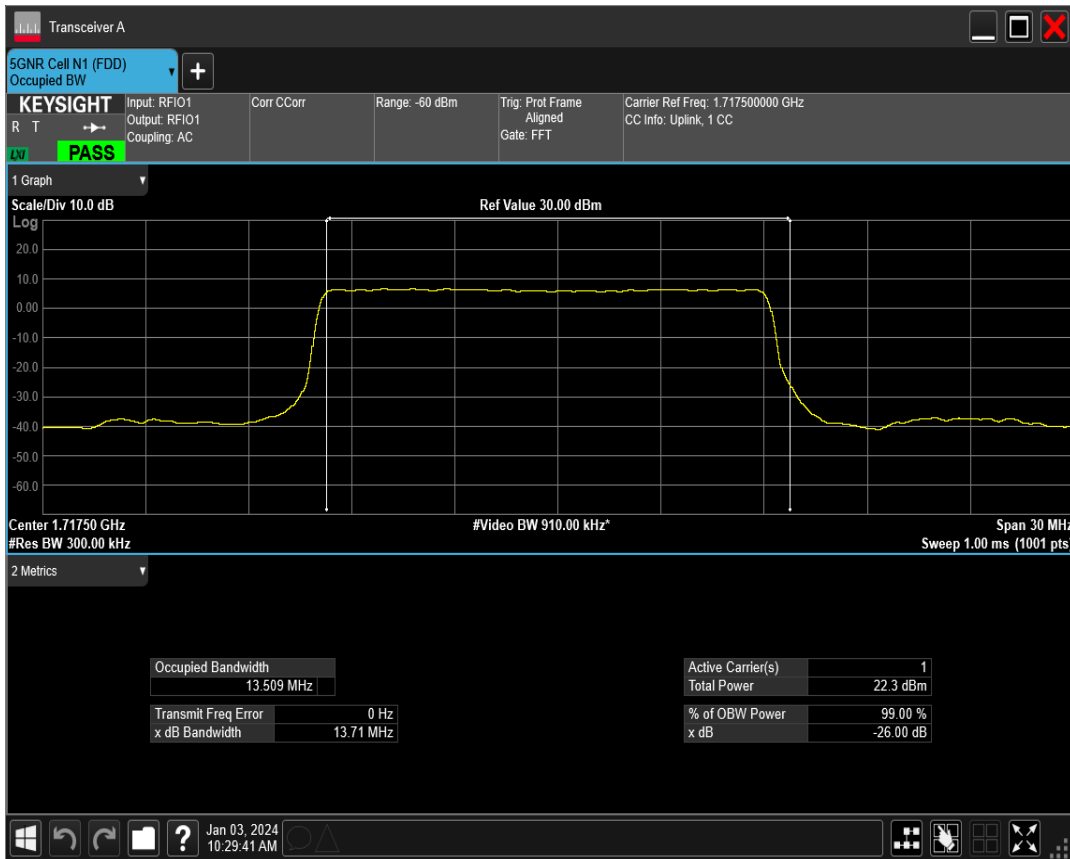 Transceiver A
5GNR Cell N1 (FDD)
Occupied BW
KEYSIGHT
R T
LXI
PASS
Input: RFIO1
Output: RFIO1
Coupling: AC
Corr CCorr
Range: -60 dBm
Trig: Prot Frame
Aligned
Gate: FFT
Carrier Ref Freq: 1.717500000 GHz
CC Info: Uplink, 1 CC
1 Graph
Scale/Div 10.0 dB
Ref Value 30.00 dBm
Log
20.0
10.0
0.00
-10.0
-20.0
-30.0
-40.0
-50.0
-60.0
Center 1.71750 GHz
#Video BW 910.00 kHz*
Span 30 MHz
#Res BW 300.00 kHz
Sweep 1.00 ms (1001 pts)
2 Metrics
Occupied Bandwidth
13.509 MHz
Transmit Freq Error 0 Hz
x dB Bandwidth 13.71 MHz
Active Carrier(s) 1
Total Power 22.3 dBm
% of OBW Power 99.00 %
x dB -26.00 dB
?
Jan 03, 2024
10:29:41 AM